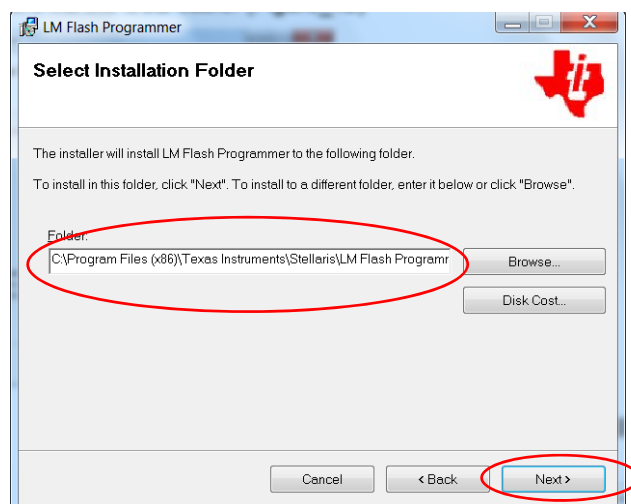 LM Flash Programmer
Select Installation Folder
The installer will install LM Flash Programmer to the following folder.
To install in this folder, click "Next". To install to a different folder, enter it below or click "Browse".
Folder:
C:\Program Files (x86)\Texas Instruments\Stellaris\LM Flash Programr
Browse...
Disk Cost...
Cancel
< Back
Next >